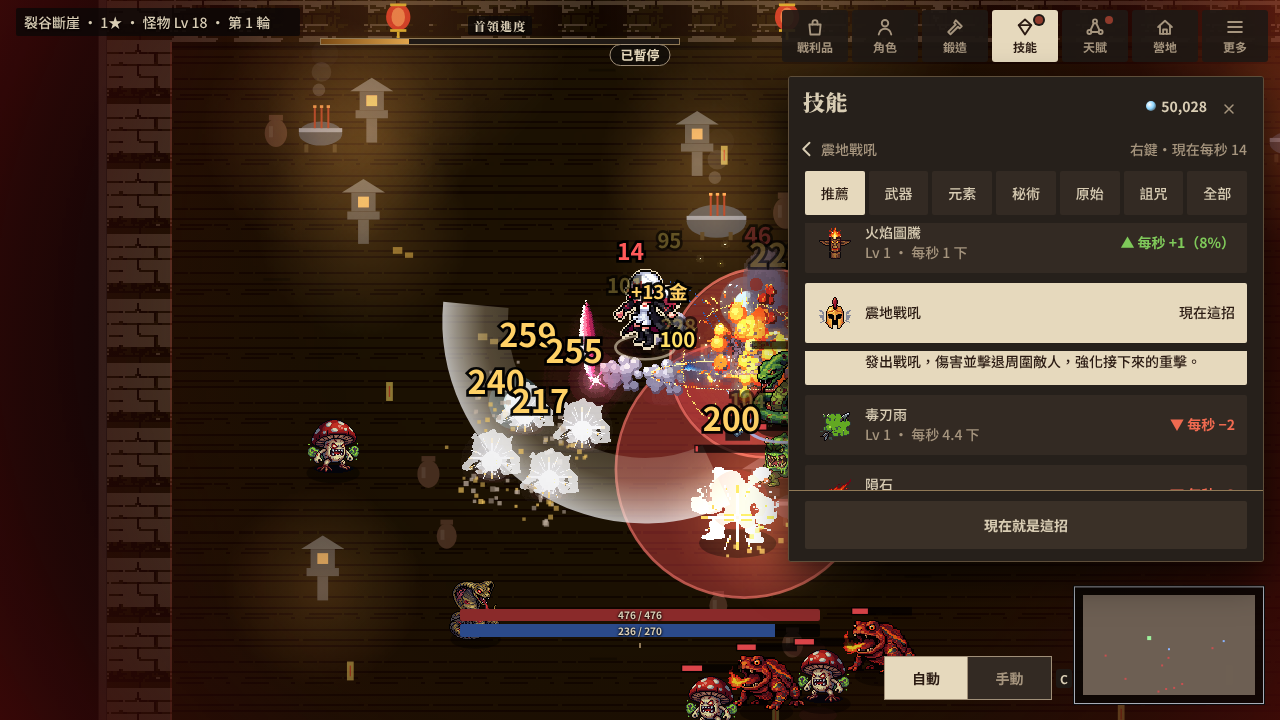 裂谷斷崖 · 1★ · 怪物 Lv 18 · 第 1 輪
首領進度
已暫停
戰利品
角色
鍛造
技能
天賦
營地
更多
技能
50,028
震地戰吼
右鍵·現在每秒 14
推薦
武器
元素
秘術
原始
詛咒
全部
火焰圖騰
Lv 1 · 每秒 1 下
▲ 每秒 +1（8%）
震地戰吼
現在這招
發出戰吼，傷害並擊退周圍敵人，強化接下來的重擊。
毒刃雨
Lv 1 · 每秒 4.4 下
▼ 每秒 −2
隕石
現在就是這招
14
95
46
22
+13 金
100
259
255
240
217
200
476 / 476
236 / 270
自動
手動
C